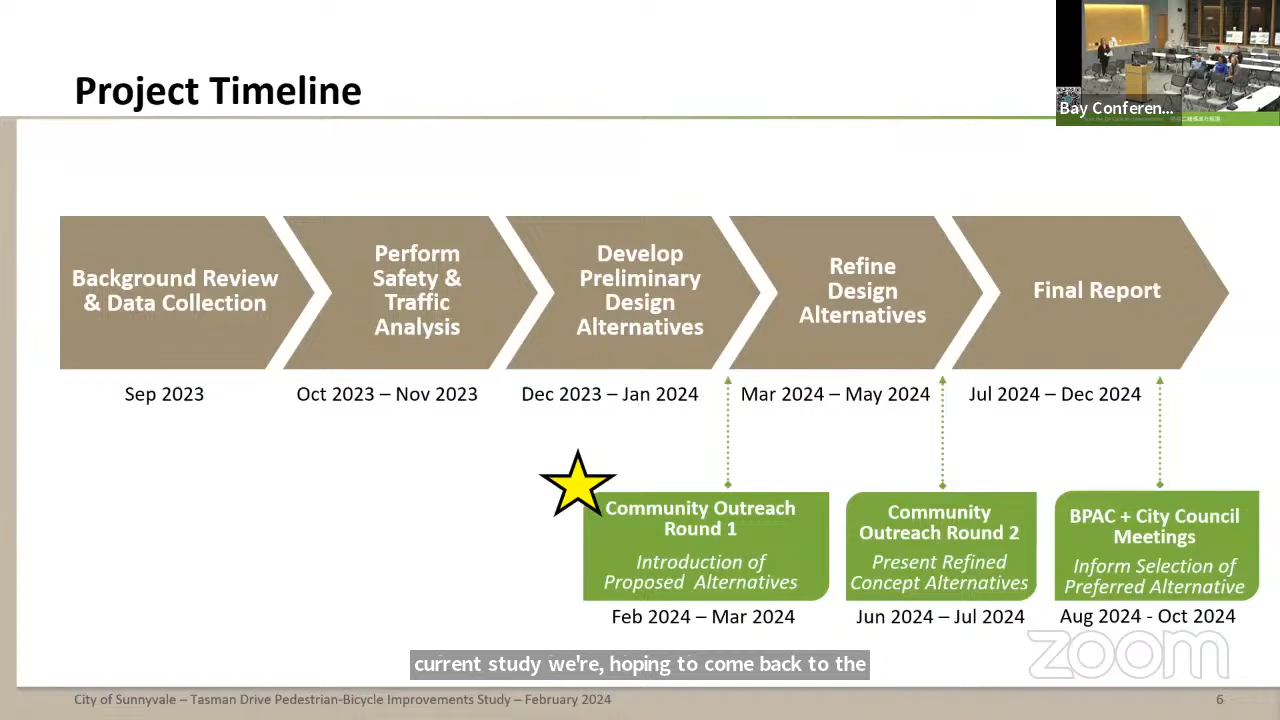 Project Timeline
Bay Conferen...
Background Review
& Data Collection
Perform
Safety &
Traffic
Analysis
Develop
Preliminary
Design
Alternatives
Refine
Design
Alternatives
Final Report
Sep 2023
Oct 2023 – Nov 2023
Dec 2023 – Jan 2024
Mar 2024 – May 2024
Jul 2024 – Dec 2024
Community Outreach
Round 1
Introduction of
Proposed Alternatives
Feb 2024 – Mar 2024
Community
Outreach Round 2
Present Refined
Concept Alternatives
Jun 2024 – Jul 2024
BPAC + City Council
Meetings
Inform Selection of
Preferred Alternative
Aug 2024 - Oct 2024
zoom
current study we're, hoping to come back to the
City of Sunnyvale – Tasman Drive Pedestrian-Bicycle Improvements Study – February 2024
6